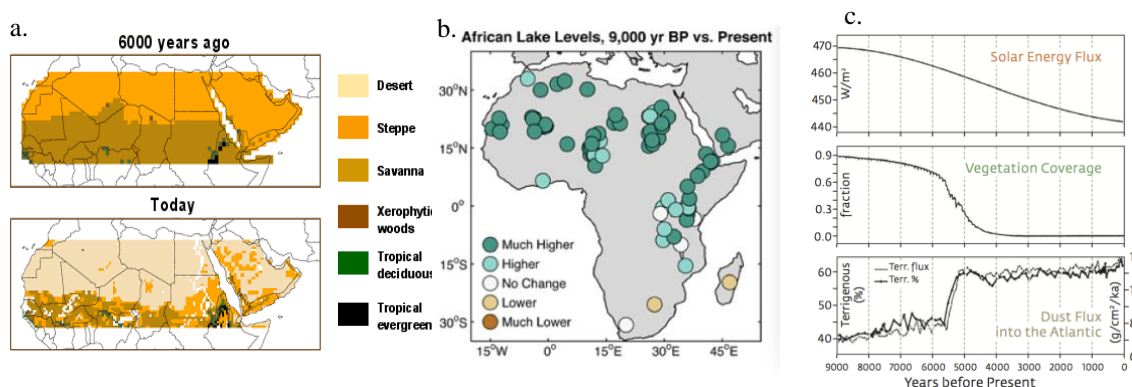 a.
6000 years ago
Today
Desert
Steppe
Savanna
Xerophytic
woods
Tropical
deciduous
Tropical
evergreen
b.
African Lake Levels, 9,000 yr BP vs. Present
30°N
15°N
0°
15°S
30°S
Much Higher
Higher
No Change
Lower
Much Lower
15°W 0° 15°E 30°E 45°E
c.
470
460
450
440
W/m²
Solar Energy Flux
0.9
0.6
0.3
0.0
fraction
Vegetation Coverage
60
50
40
Terrigenous
(%)
Terr. flux
Terr. %
Dust Flux
into the Atlantic
(g/cm²/ka)
9000 8000 7000 6000 5000 4000 3000 2000 1000 0
Years before Present